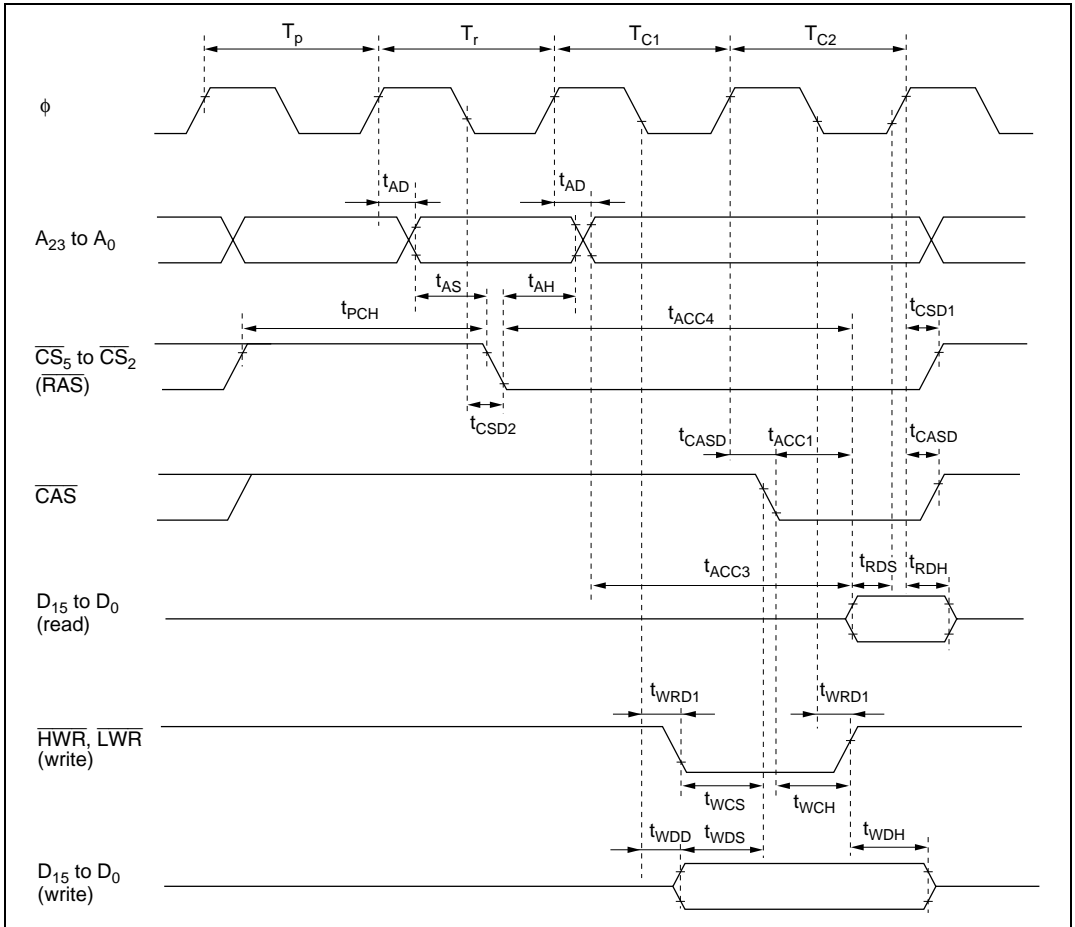 Tp Tr TC1 TC2
ϕ
tAD tAD
A23 to A0
tAS tAH
tPCH tACC4 tCSD1
CS5 to CS2
(RAS)
tCSD2
tCASD tACC1 tCASD
CAS
tACC3 tRDS tRDH
D15 to D0
(read)
tWRD1 tWRD1
HWR, LWR
(write)
tWCS tWCH
tWDD tWDS tWDH
D15 to D0
(write)